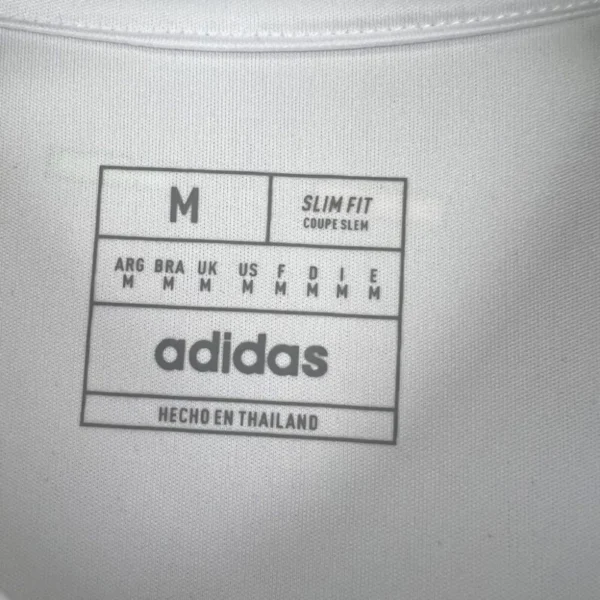 M
SLIM FIT
COUPE SLEM
ARG BRA UK US F D I E
M M M M M M M M
adidas
HECHO EN THAILAND